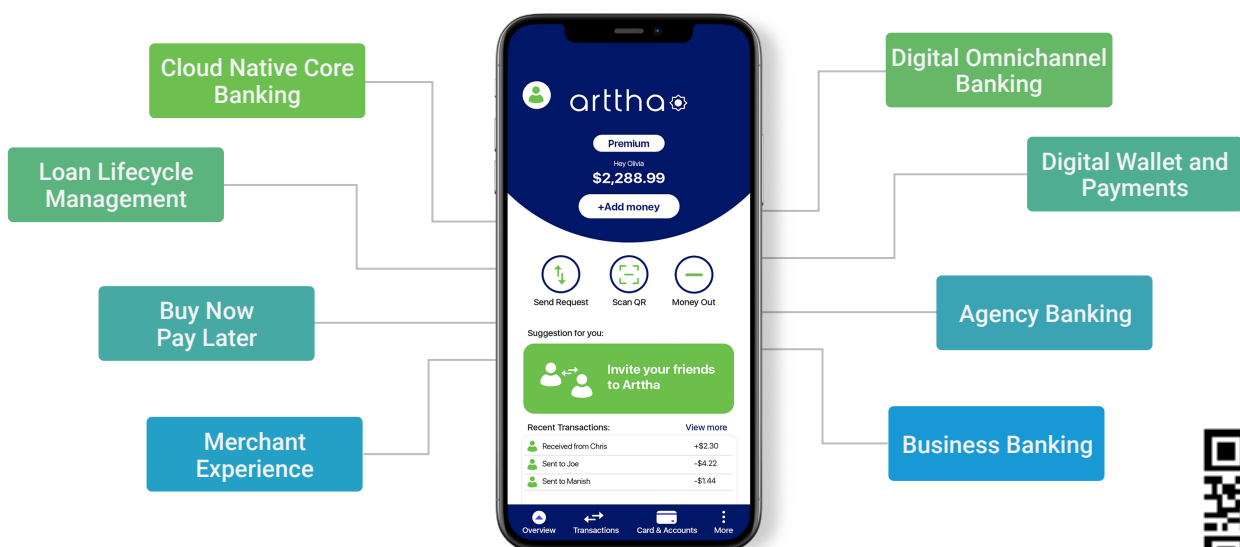 Cloud Native Core
Banking
Loan Lifecycle
Management
Buy Now
Pay Later
Merchant
Experience
arttha
Premium
Hey Olivia
$2,288.99
+Add money
Send Request
Scan QR
Money Out
Suggestion for you:
Invite your friends
to Arttha
Recent Transactions:
View more
Received from Chris
+$2.30
Sent to Joe
-$4.22
Sent to Manish
-$1.44
Overview
Transactions
Card & Accounts
More
Digital Omnichannel
Banking
Digital Wallet and
Payments
Agency Banking
Business Banking